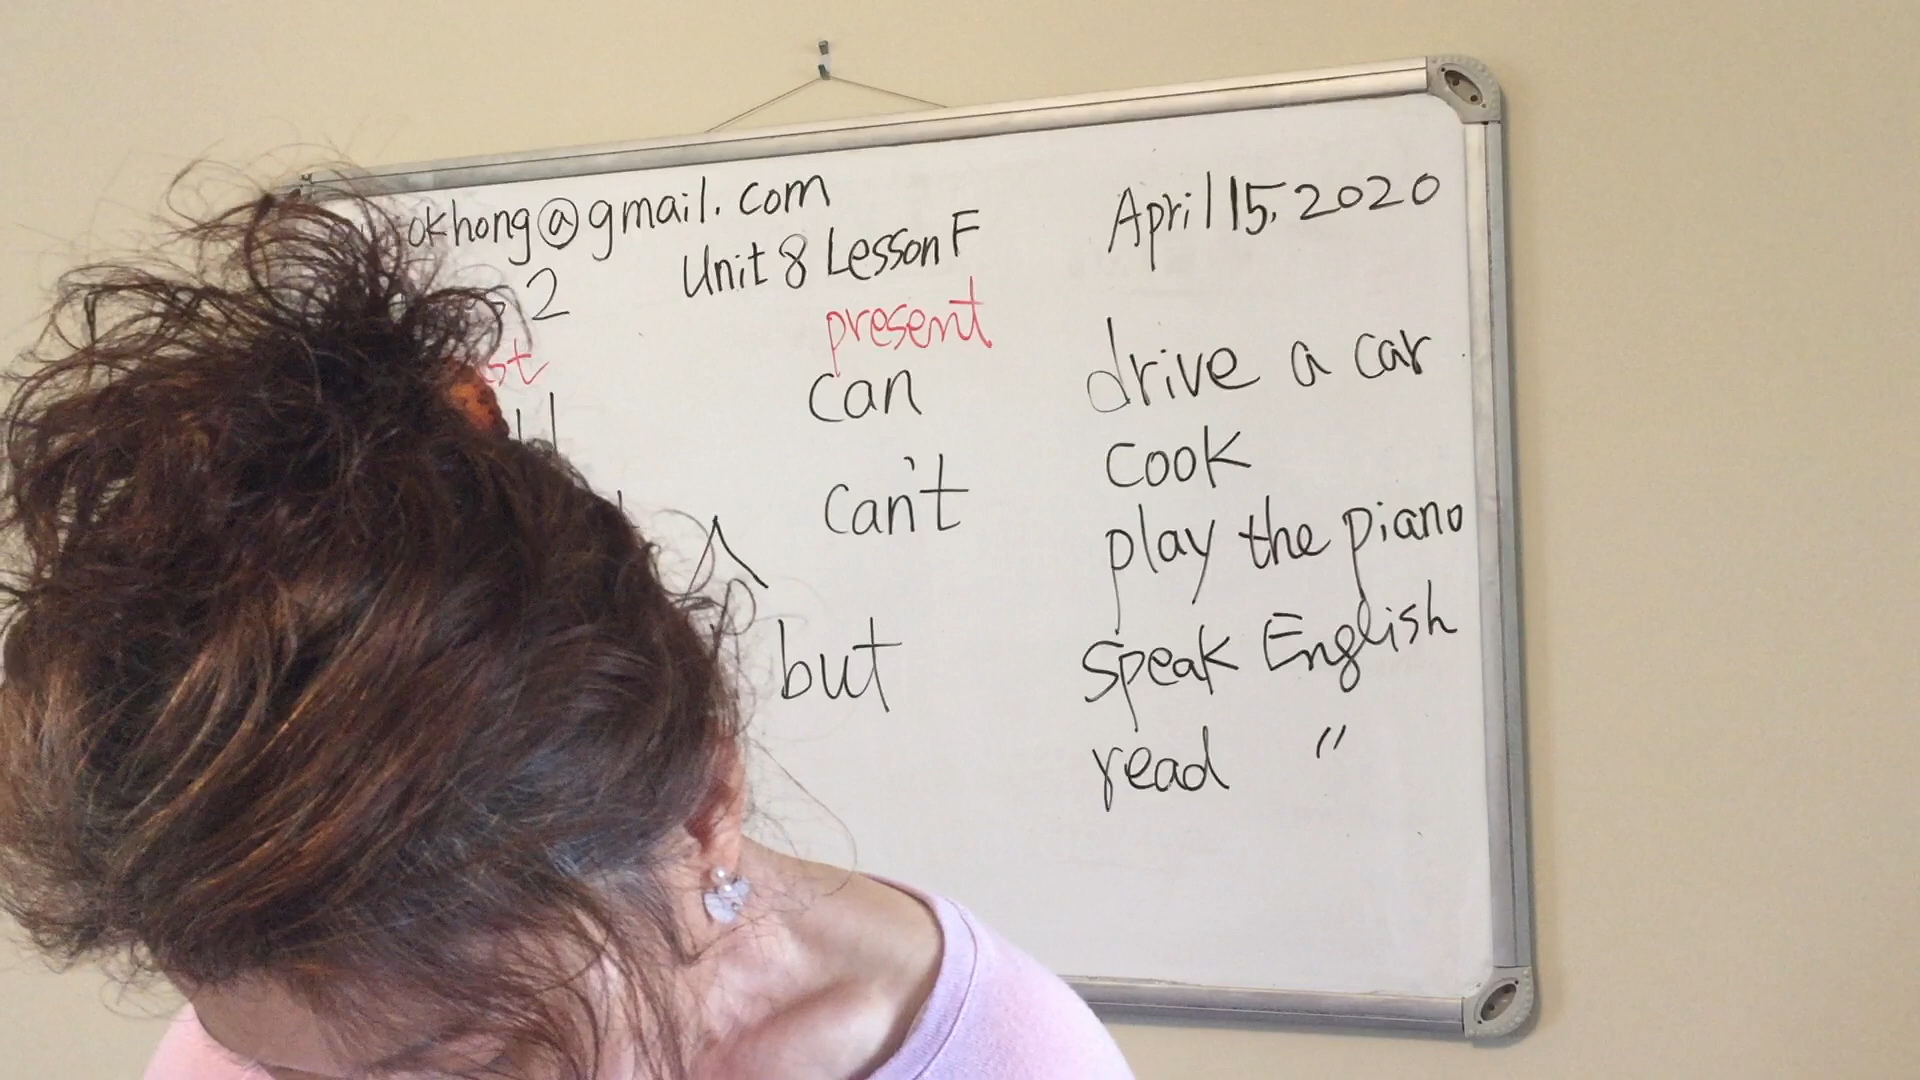 okhong@gmail.com
April 15, 2020
2 Unit 8 Lesson F
present
can drive a car
can't cook
play the piano
but speak English
read "